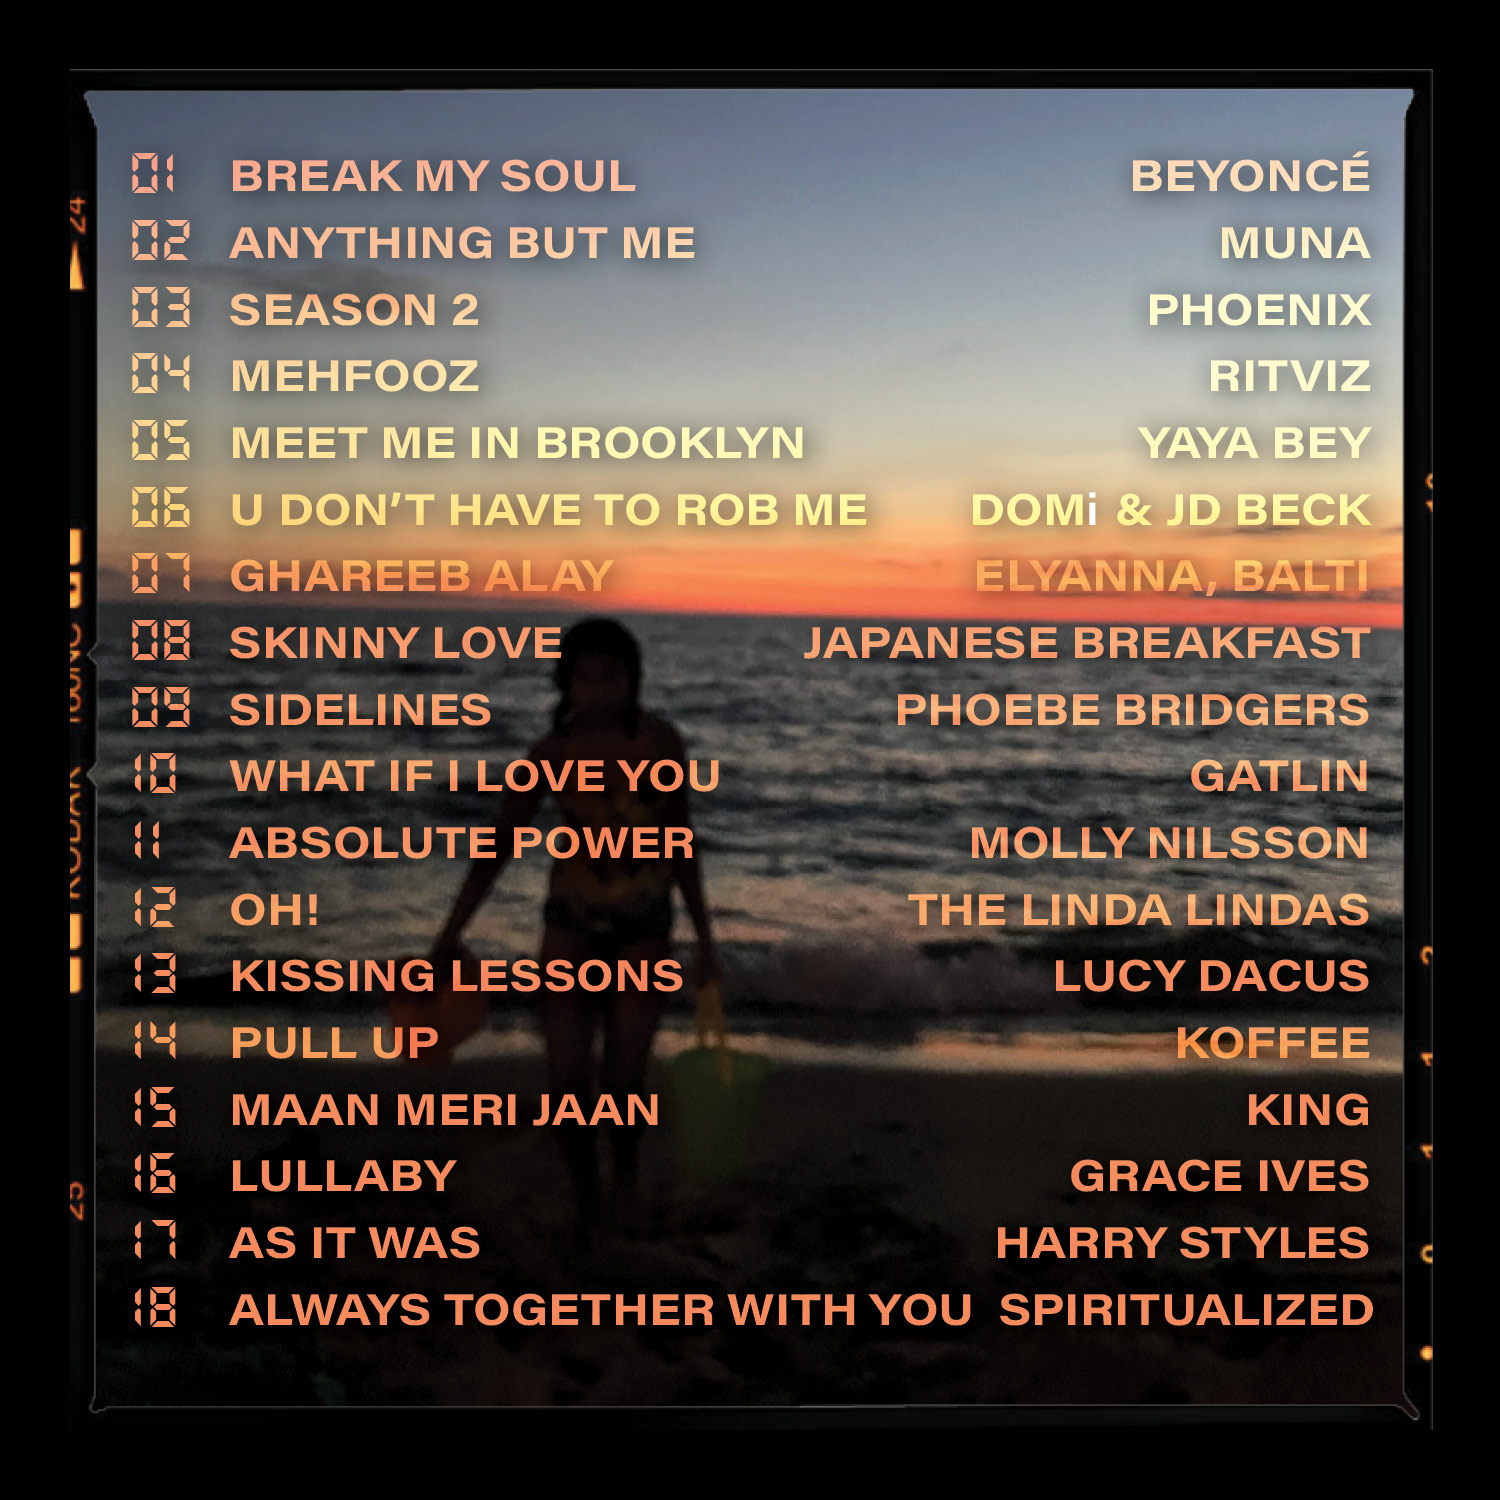 01 BREAK MY SOUL BEYONCÉ
02 ANYTHING BUT ME MUNA
03 SEASON 2 PHOENIX
04 MEHFOOZ RITVIZ
05 MEET ME IN BROOKLYN YAYA BEY
06 U DON'T HAVE TO ROB ME DOMi & JD BECK
07 GHAREEB ALAY ELYANNA, BALTI
08 SKINNY LOVE JAPANESE BREAKFAST
09 SIDELINES PHOEBE BRIDGERS
10 WHAT IF I LOVE YOU GATLIN
11 ABSOLUTE POWER MOLLY NILSSON
12 OH! THE LINDA LINDAS
13 KISSING LESSONS LUCY DACUS
14 PULL UP KOFFEE
15 MAAN MERI JAAN KING
16 LULLABY GRACE IVES
17 AS IT WAS HARRY STYLES
18 ALWAYS TOGETHER WITH YOU SPIRITUALIZED
24
KODAK
25